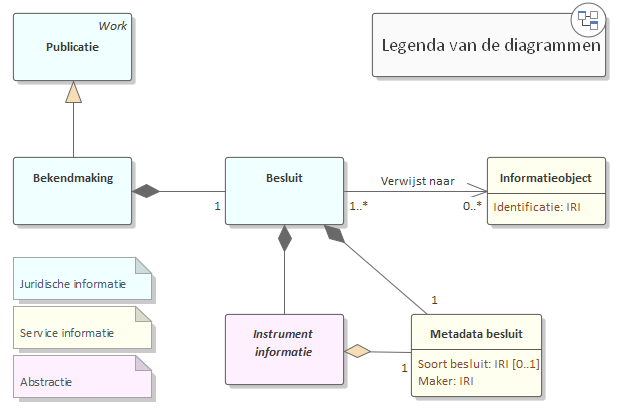 Work
Publicatie
Legenda van de diagrammen
Bekendmaking
1
Besluit
Verwijst naar
1..*
0..*
Informatieobject
Identificatie: IRI
Juridische informatie
Service informatie
Abstractie
Instrument
informatie
1
1
Metadata besluit
Soort besluit: IRI [0..1]
Maker: IRI